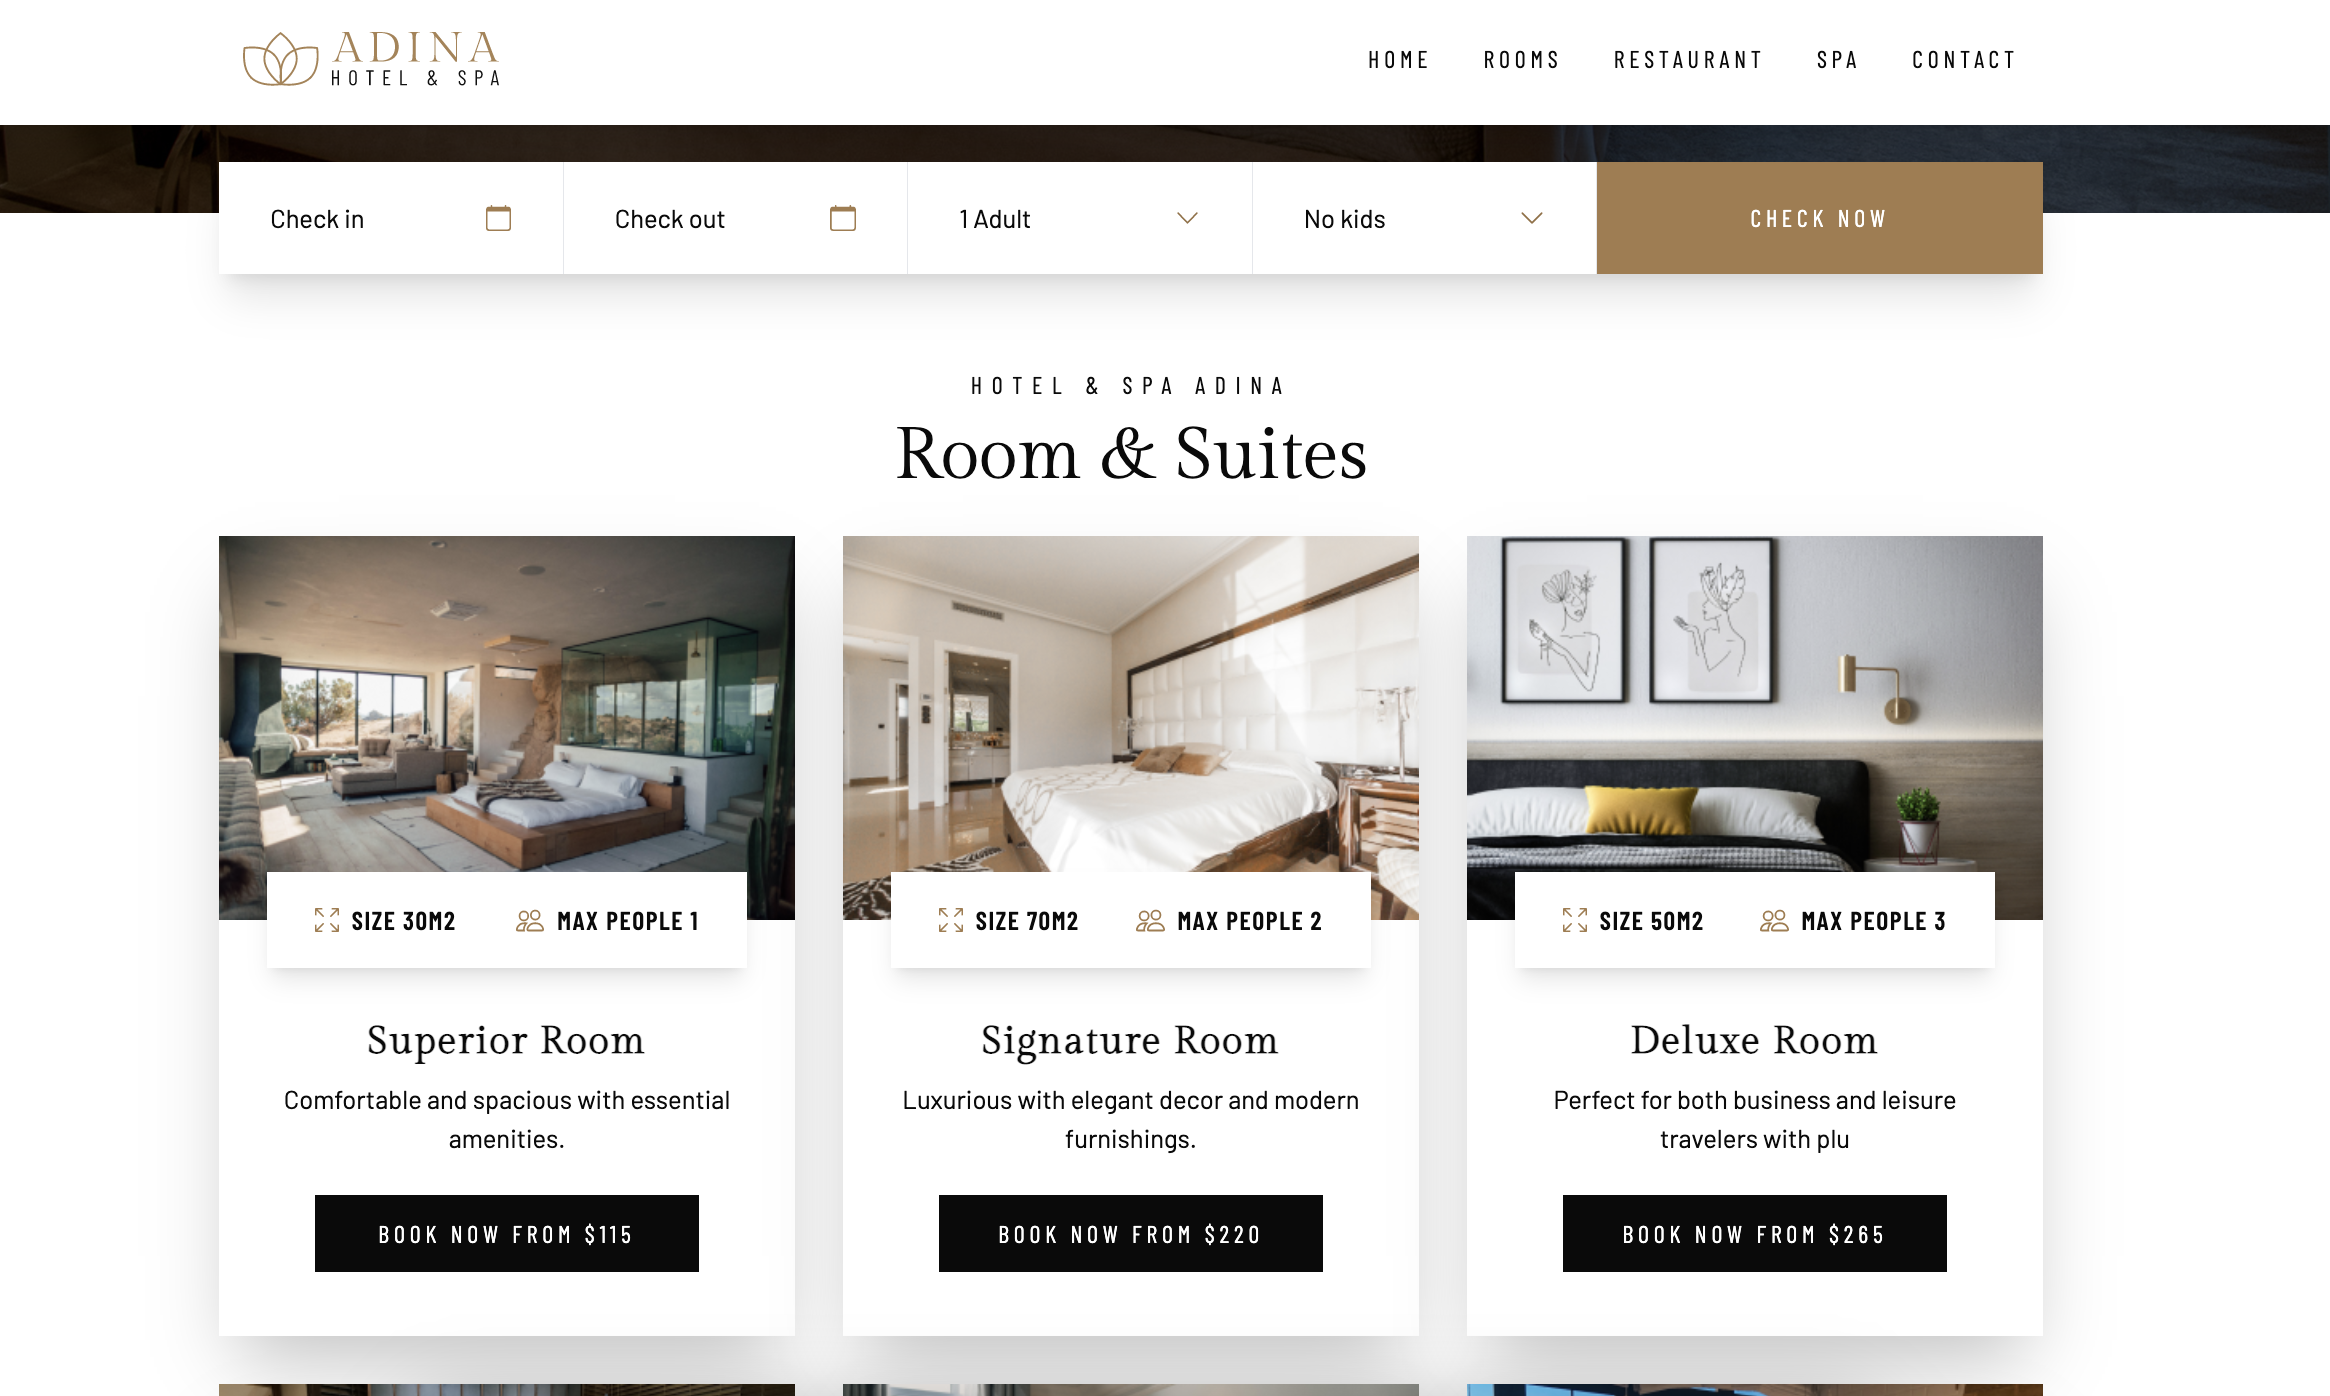 ADINA
HOTEL & SPA
HOME ROOMS RESTAURANT SPA CONTACT
Check in Check out 1 Adult No kids CHECK NOW
HOTEL & SPA ADINA
Room & Suites
SIZE 30M2 MAX PEOPLE 1
Superior Room
Comfortable and spacious with essential
amenities.
BOOK NOW FROM $115
SIZE 70M2 MAX PEOPLE 2
Signature Room
Luxurious with elegant decor and modern
furnishings.
BOOK NOW FROM $220
SIZE 50M2 MAX PEOPLE 3
Deluxe Room
Perfect for both business and leisure
travelers with plu
BOOK NOW FROM $265